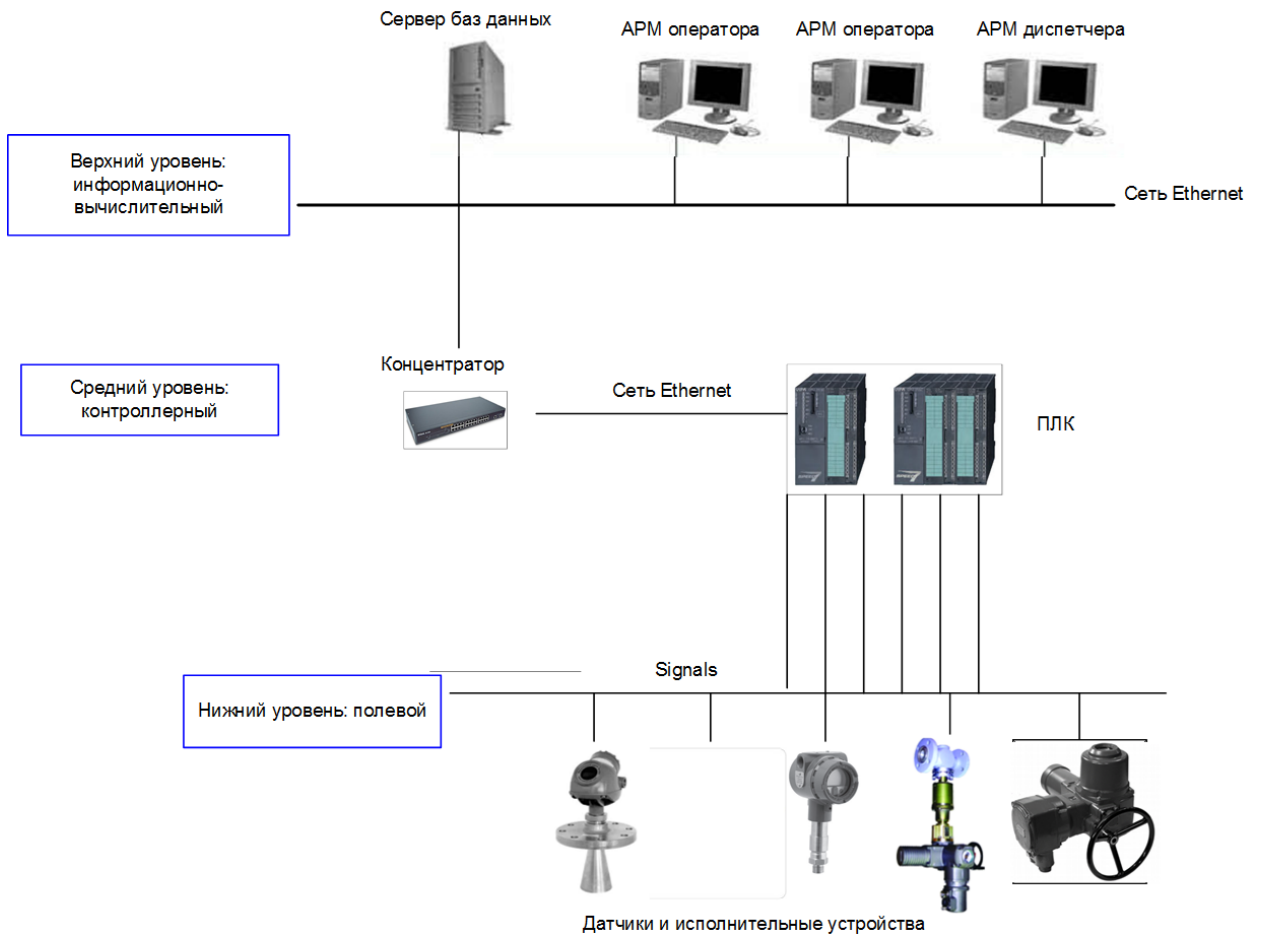 Сервер баз данных
АРМ оператора
АРМ оператора
АРМ диспетчера
Верхний уровень:
информационно-
вычислительный
Сеть Ethernet
Концентратор
Средний уровень:
контроллерный
Сеть Ethernet
ПЛК
Signals
Нижний уровень: полевой
Датчики и исполнительные устройства